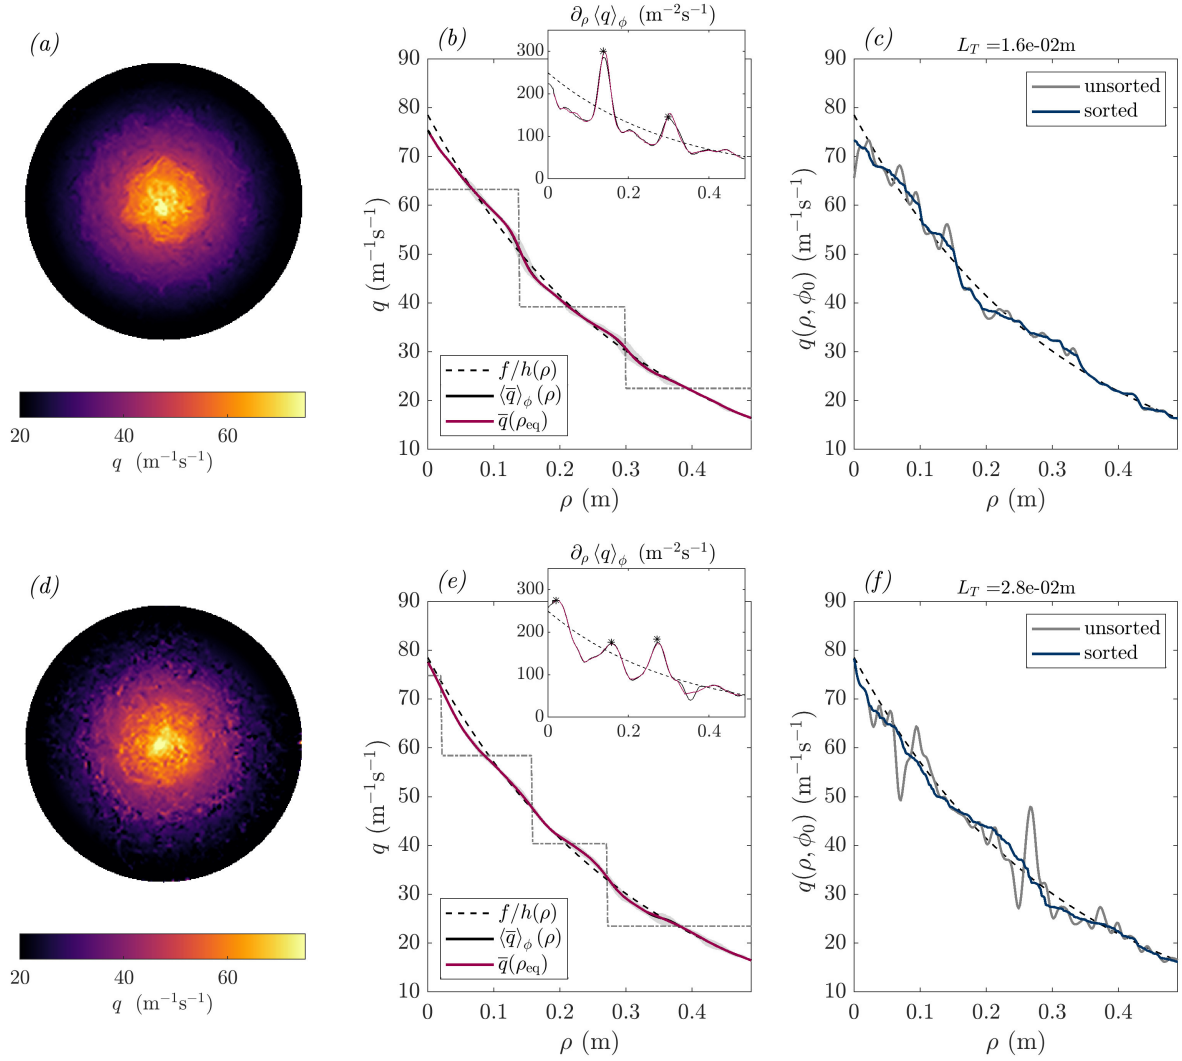 (a)
20 40 60
q (m⁻¹s⁻¹)
(b)
∂ρ ⟨q⟩ϕ (m⁻²s⁻¹)
300
200
100
0
0 0.2 0.4
90
80
70
60
50
40
30
20
10
q (m⁻¹s⁻¹)
f/h(ρ)
⟨q̅⟩ϕ (ρ)
q̅(ρeq)
0 0.1 0.2 0.3 0.4
ρ (m)
(c)
L_T =1.6e-02m
unsorted
sorted
90
80
70
60
50
40
30
20
10
q(ρ, ϕ₀) (m⁻¹s⁻¹)
0 0.1 0.2 0.3 0.4
ρ (m)
(d)
20 40 60
q (m⁻¹s⁻¹)
(e)
∂ρ ⟨q⟩ϕ (m⁻²s⁻¹)
300
200
100
0
0 0.2 0.4
90
80
70
60
50
40
30
20
10
q (m⁻¹s⁻¹)
f/h(ρ)
⟨q̅⟩ϕ (ρ)
q̅(ρeq)
0 0.1 0.2 0.3 0.4
ρ (m)
(f)
L_T =2.8e-02m
unsorted
sorted
90
80
70
60
50
40
30
20
10
q(ρ, ϕ₀) (m⁻¹s⁻¹)
0 0.1 0.2 0.3 0.4
ρ (m)